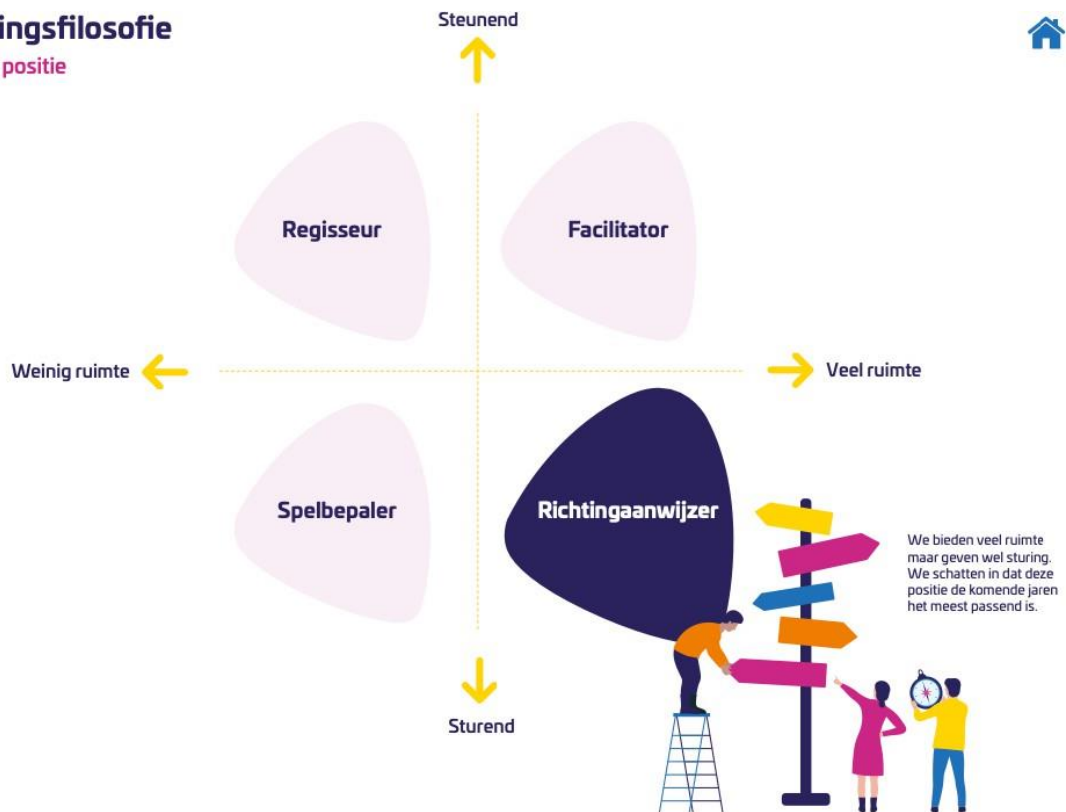 ingsfilosofie
positie
Steunend
Regisseur
Facilitator
Weinig ruimte
Veel ruimte
Spelbepaler
Richtingaanwijzer
We bieden veel ruimte
maar geven wel sturing.
We schatten in dat deze
positie de komende jaren
het meest passend is.
Sturend